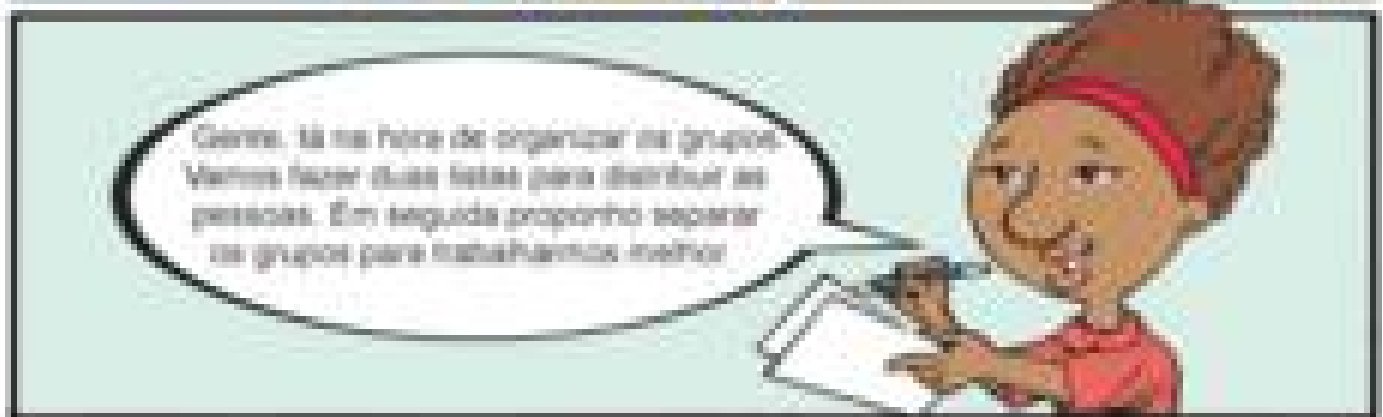 Gente, tá na hora de organizar os grupos.
Vamos fazer duas listas para distribuir as
pessoas. Em seguida proponho separar
os grupos para trabalharmos melhor